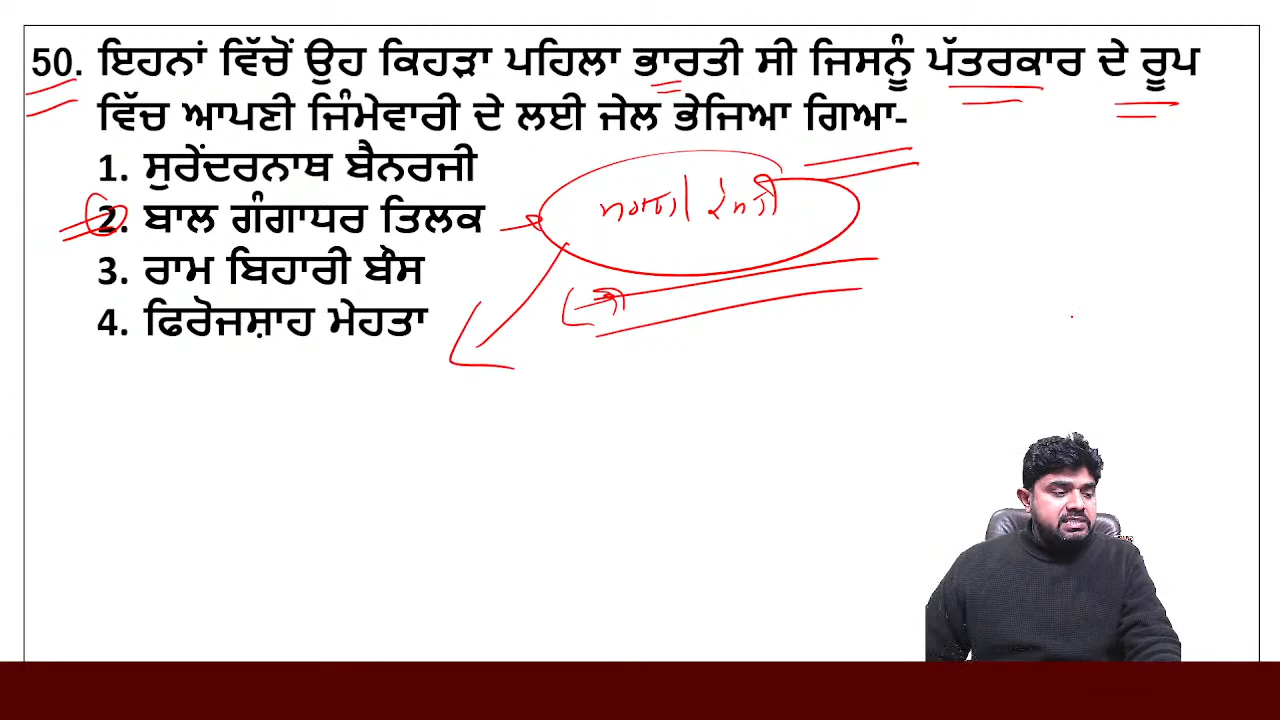 50. ਇਹਨਾਂ ਵਿੱਚੋਂ ਉਹ ਕਿਹੜਾ ਪਹਿਲਾ ਭਾਰਤੀ ਸੀ ਜਿਸਨੂੰ ਪੱਤਰਕਾਰ ਦੇ ਰੂਪ
ਵਿੱਚ ਆਪਣੀ ਜਿੰਮੇਵਾਰੀ ਦੇ ਲਈ ਜੇਲ ਭੇਜਿਆ ਗਿਆ-
1. ਸੁਰੇਂਦਰਨਾਥ ਬੈਨਰਜੀ
2. ਬਾਲ ਗੰਗਾਧਰ ਤਿਲਕ
3. ਰਾਮ ਬਿਹਾਰੀ ਬੌਸ
4. ਫਿਰੋਜਸ਼ਾਹ ਮੇਹਤਾ